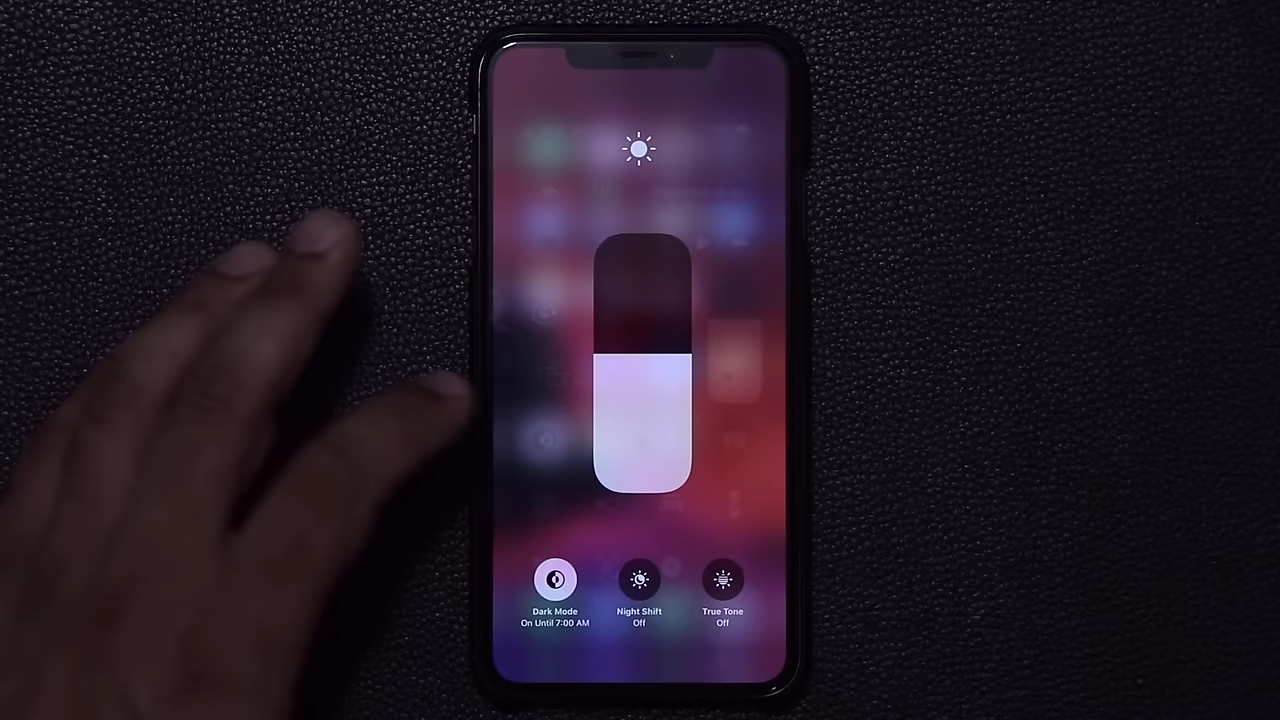 Dark Mode
On Until 7:00 AM
Night Shift
Off
True Tone
Off